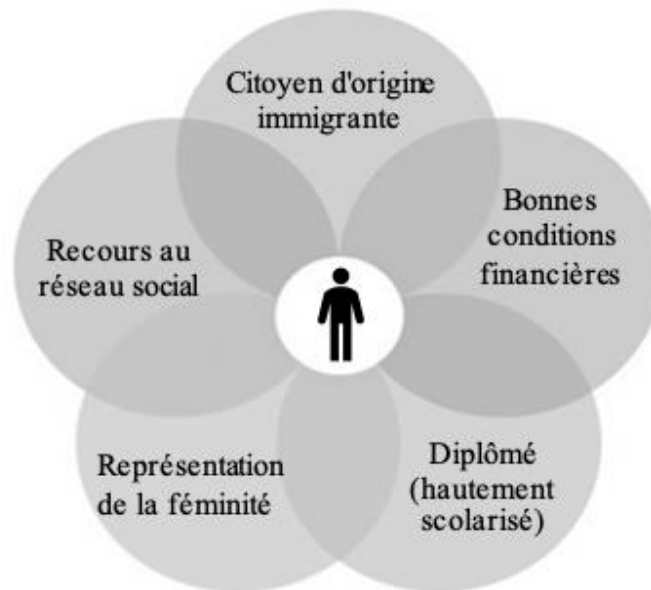 Citoyen d'origine
immigrante
Bonnes
conditions
financières
Recours au
réseau social
Représentation
de la féminité
Diplômé
(hautement
scolarisé)